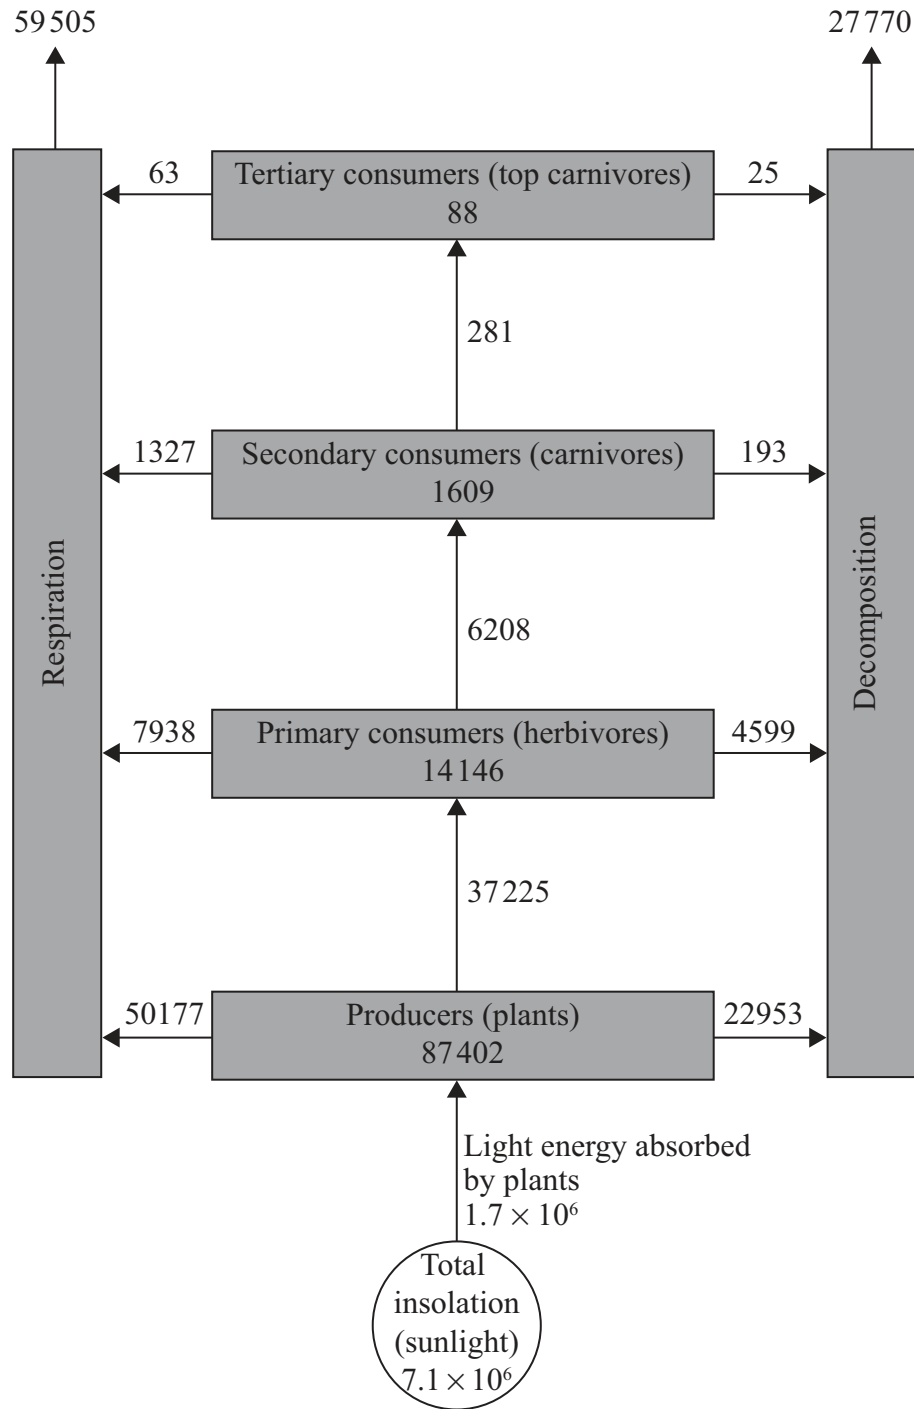 59 505
27 770
63
Tertiary consumers (top carnivores)
88
25
281
1327
Secondary consumers (carnivores)
1609
193
Respiration
Decomposition
6208
7938
Primary consumers (herbivores)
14 146
4599
37 225
50177
Producers (plants)
87 402
22953
Light energy absorbed
by plants
1.7 × 10⁶
Total
insolation
(sunlight)
7.1 × 10⁶